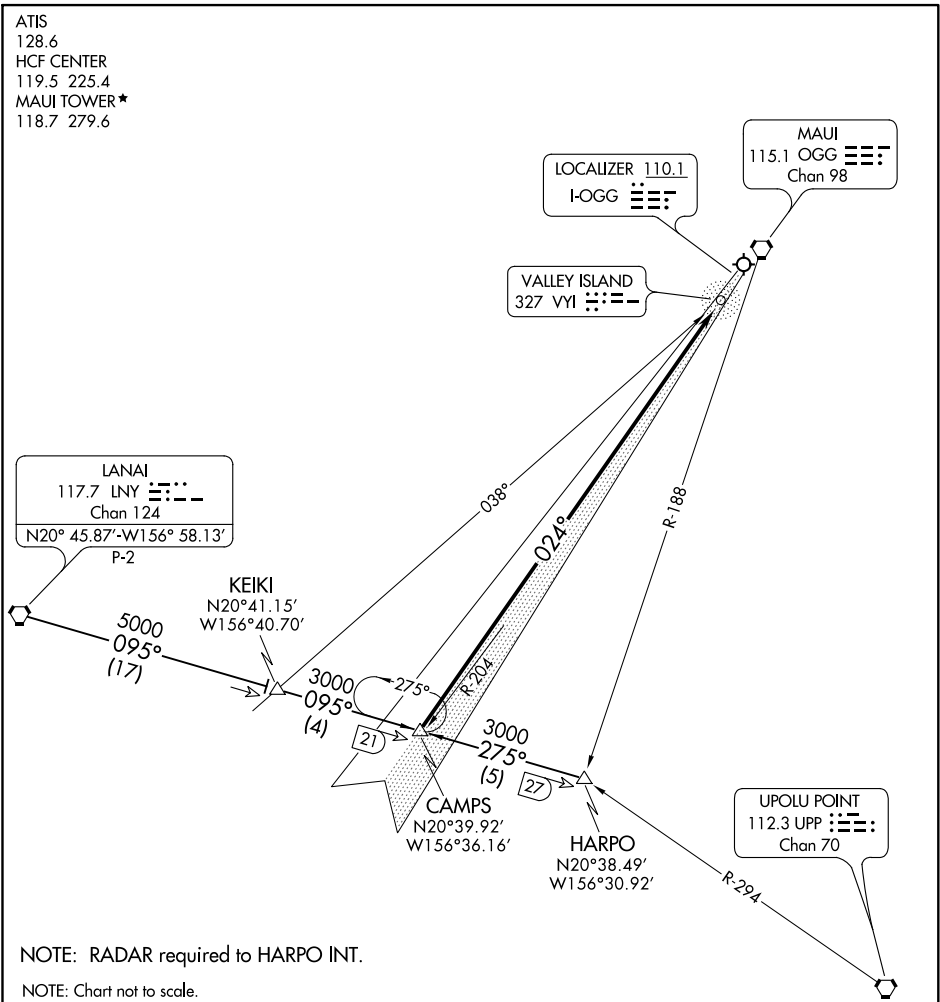 ATIS
128.6
HCF CENTER
119.5 225.4
MAUI TOWER★
118.7 279.6
MAUI
115.1 OGG
Chan 98
LOCALIZER 110.1
I-OGG
VALLEY ISLAND
327 VYI
LANAI
117.7 LNY
Chan 124
N20° 45.87'-W156° 58.13'
P-2
038°
R-188
024°
KEIKI
N20°41.15'
W156°40.70'
5000
095°
(17)
3000
095°
(4)
275°
R-204
21
3000
275°
(5)
27
CAMPS
N20°39.92'
W156°36.16'
HARPO
N20°38.49'
W156°30.92'
UPOLU POINT
112.3 UPP
Chan 70
R-294
NOTE: RADAR required to HARPO INT.
NOTE: Chart not to scale.